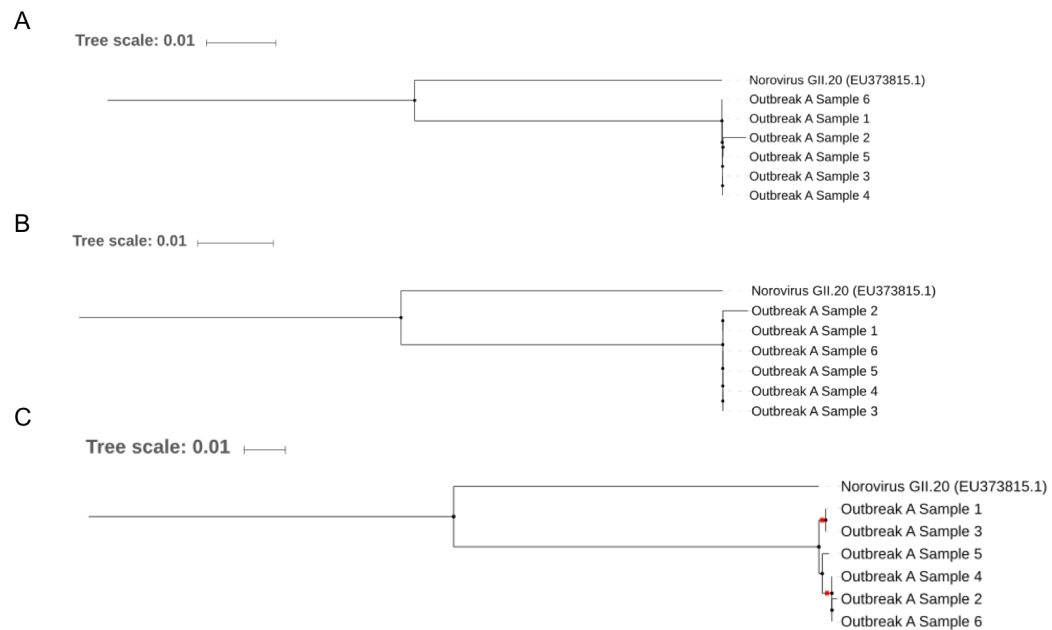 A
Tree scale: 0.01
Norovirus GII.20 (EU373815.1)
Outbreak A Sample 6
Outbreak A Sample 1
Outbreak A Sample 2
Outbreak A Sample 5
Outbreak A Sample 3
Outbreak A Sample 4
B
Tree scale: 0.01
Norovirus GII.20 (EU373815.1)
Outbreak A Sample 2
Outbreak A Sample 1
Outbreak A Sample 6
Outbreak A Sample 5
Outbreak A Sample 4
Outbreak A Sample 3
C
Tree scale: 0.01
Norovirus GII.20 (EU373815.1)
Outbreak A Sample 1
Outbreak A Sample 3
Outbreak A Sample 5
Outbreak A Sample 4
Outbreak A Sample 2
Outbreak A Sample 6